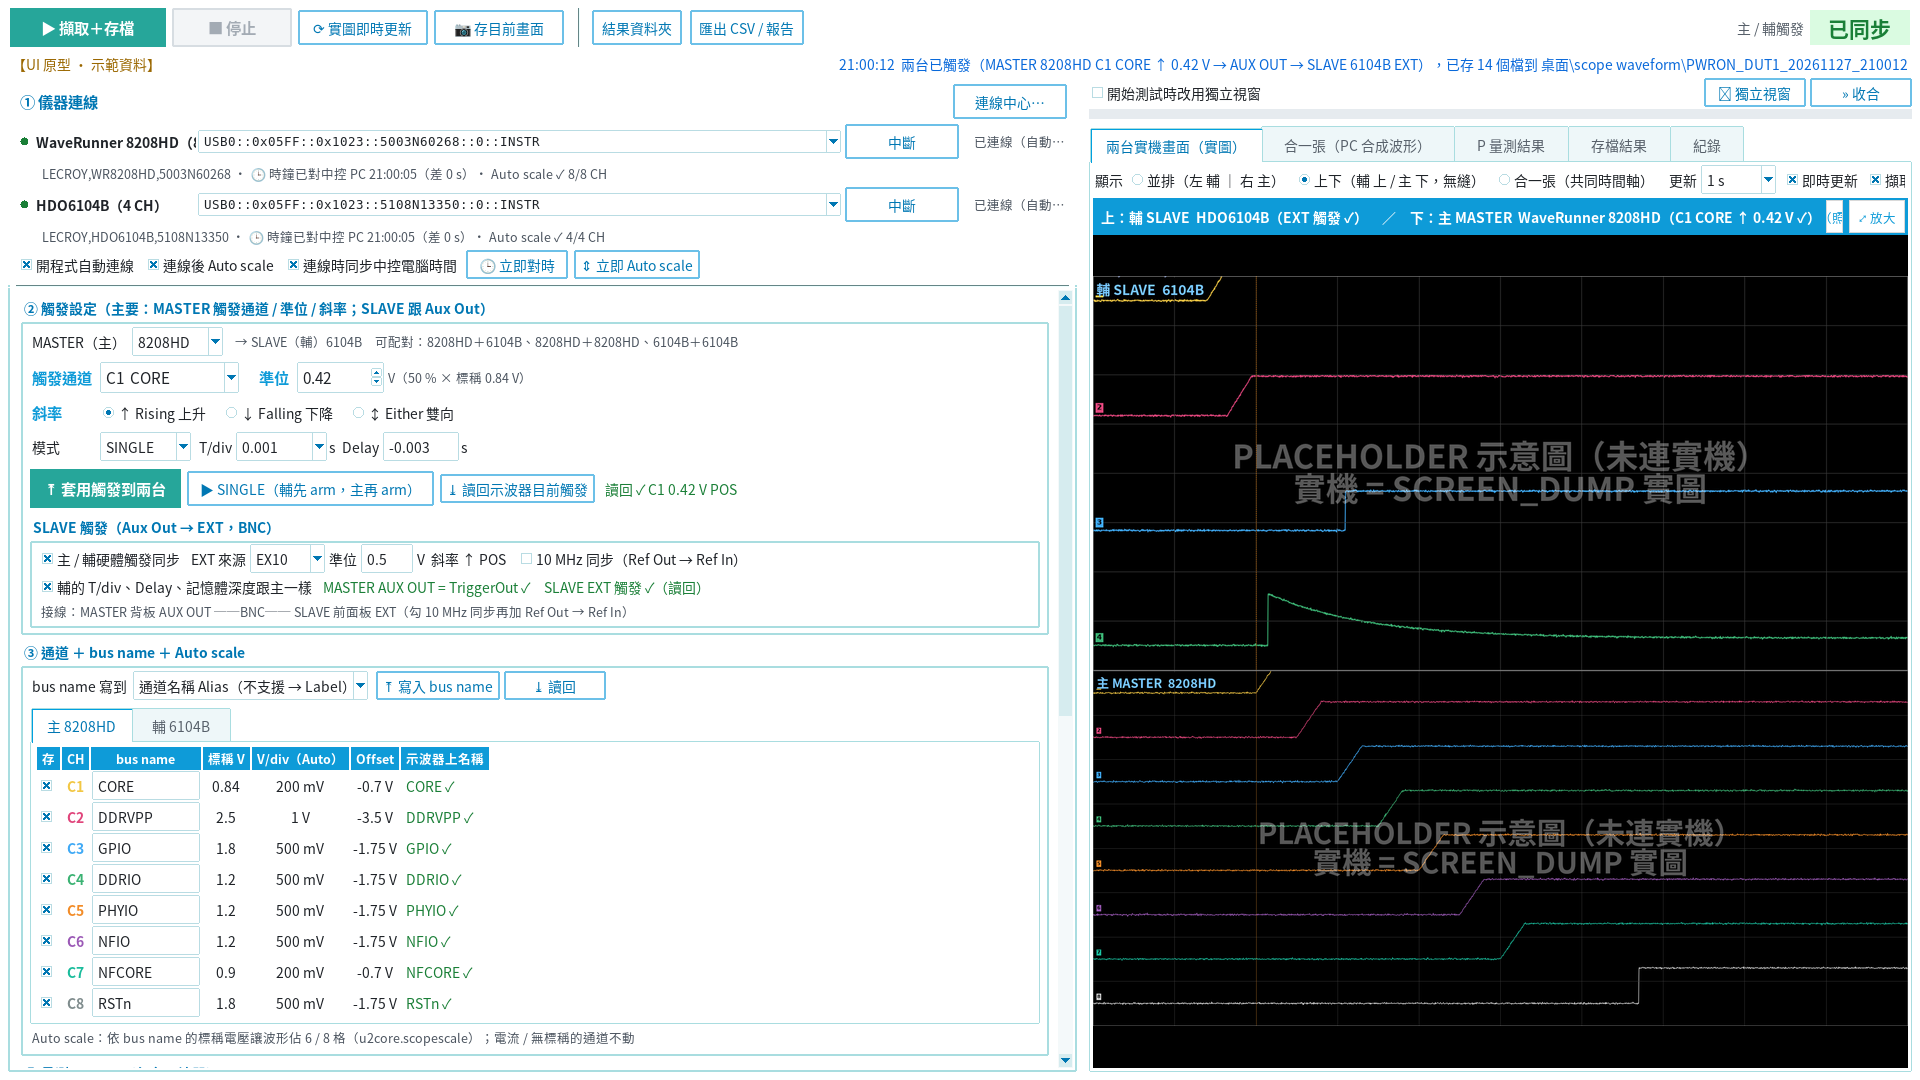 ▶ 擷取＋存檔
■ 停止
⟳ 實圖即時更新
📷 存目前畫面
結果資料夾
匯出 CSV / 報告
主 / 輔觸發
已同步
【UI 原型 ‧ 示範資料】
21:00:12 兩台已觸發（MASTER 8208HD C1 CORE ↑ 0.42 V → AUX OUT → SLAVE 6104B EXT），已存 14 個檔到 桌面\scope waveform\PWRON_DUT1_20261127_210012
① 儀器連線
連線中心…
WaveRunner 8208HD（8
USB0::0x05FF::0x1023::5003N60268::0::INSTR
中斷
已連線（自動…
LECROY,WR8208HD,5003N60268 ‧ 🕒 時鐘已對中控 PC 21:00:05（差 0 s）‧ Auto scale ✓ 8/8 CH
HDO6104B（4 CH）
USB0::0x05FF::0x1023::5108N13350::0::INSTR
中斷
已連線（自動…
LECROY,HDO6104B,5108N13350 ‧ 🕒 時鐘已對中控 PC 21:00:05（差 0 s）‧ Auto scale ✓ 4/4 CH
開程式自動連線
連線後 Auto scale
連線時同步中控電腦時間
🕒 立即對時
⇕ 立即 Auto scale
② 觸發設定（主要：MASTER 觸發通道 / 準位 / 斜率；SLAVE 跟 Aux Out）
MASTER（主） 8208HD → SLAVE（輔）6104B 可配對：8208HD＋6104B、8208HD＋8208HD、6104B＋6104B
觸發通道 C1 CORE 準位 0.42 V（50 % × 標稱 0.84 V）
斜率 ↑ Rising 上升 ↓ Falling 下降 ↕ Either 雙向
模式 SINGLE T/div 0.001 s Delay -0.003 s
⤒ 套用觸發到兩台
▶ SINGLE（輔先 arm，主再 arm）
⤓ 讀回示波器目前觸發
讀回 ✓ C1 0.42 V POS
SLAVE 觸發（Aux Out → EXT，BNC）
主 / 輔硬體觸發同步 EXT 來源 EX10 準位 0.5 V 斜率 ↑ POS 10 MHz 同步（Ref Out → Ref In）
輔的 T/div、Delay、記憶體深度跟主一樣 MASTER AUX OUT = TriggerOut ✓ SLAVE EXT 觸發 ✓（讀回）
接線：MASTER 背板 AUX OUT ──BNC── SLAVE 前面板 EXT（勾 10 MHz 同步再加 Ref Out → Ref In）
③ 通道 ＋ bus name ＋ Auto scale
bus name 寫到 通道名稱 Alias（不支援 → Label）
⤒ 寫入 bus name
⤓ 讀回
主 8208HD
輔 6104B
存 CH bus name 標稱 V V/div（Auto） Offset 示波器上名稱
C1 CORE 0.84 200 mV -0.7 V CORE ✓
C2 DDRVPP 2.5 1 V -3.5 V DDRVPP ✓
C3 GPIO 1.8 500 mV -1.75 V GPIO ✓
C4 DDRIO 1.2 500 mV -1.75 V DDRIO ✓
C5 PHYIO 1.2 500 mV -1.75 V PHYIO ✓
C6 NFIO 1.2 500 mV -1.75 V NFIO ✓
C7 NFCORE 0.9 200 mV -0.7 V NFCORE ✓
C8 RSTn 1.8 500 mV -1.75 V RSTn ✓
Auto scale：依 bus name 的標稱電壓讓波形佔 6 / 8 格（u2core.scopescale）；電流 / 無標稱的通道不動
開始測試時改用獨立視窗
獨立視窗
» 收合
兩台實機畫面（實圖）
合一張（PC 合成波形）
P 量測結果
存檔結果
紀錄
顯示 並排（左 輔 ｜ 右 主） 上下（輔 上 / 主 下，無縫） 合一張（共同時間軸） 更新 1 s 即時更新
上：輔 SLAVE HDO6104B（EXT 觸發 ✓） ／ 下：主 MASTER WaveRunner 8208HD（C1 CORE ↑ 0.42 V ✓）
⤢ 放大
輔 SLAVE 6104B
2
PLACEHOLDER 示意圖（未連實機）
實機 = SCREEN_DUMP 實圖
3
4
主 MASTER 8208HD
PLACEHOLDER 示意圖（未連實機）
實機 = SCREEN_DUMP 實圖